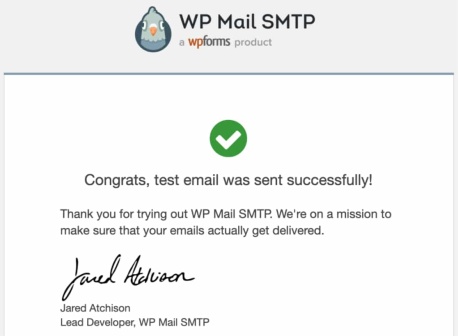 WP Mail SMTP
a wpforms product
Congrats, test email was sent successfully!
Thank you for trying out WP Mail SMTP. We're on a mission to
make sure that your emails actually get delivered.
Jared Atchison
Jared Atchison
Lead Developer, WP Mail SMTP